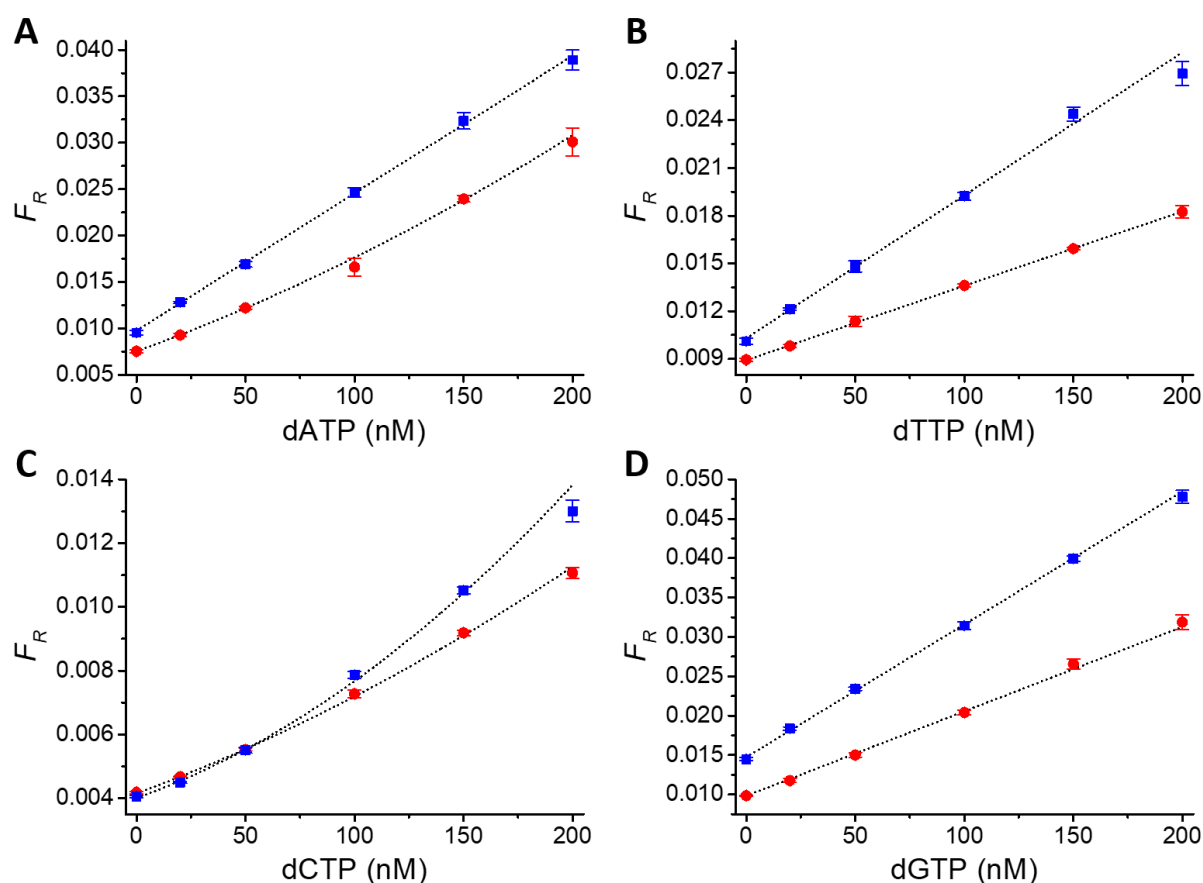 A
0.040
0.035
0.030
0.025
0.020
0.015
0.010
0.005
F_R
0 50 100 150 200
dATP (nM)
B
0.027
0.024
0.021
0.018
0.015
0.012
0.009
F_R
0 50 100 150 200
dTTP (nM)
C
0.014
0.012
0.010
0.008
0.006
0.004
F_R
0 50 100 150 200
dCTP (nM)
D
0.050
0.045
0.040
0.035
0.030
0.025
0.020
0.015
0.010
F_R
0 50 100 150 200
dGTP (nM)